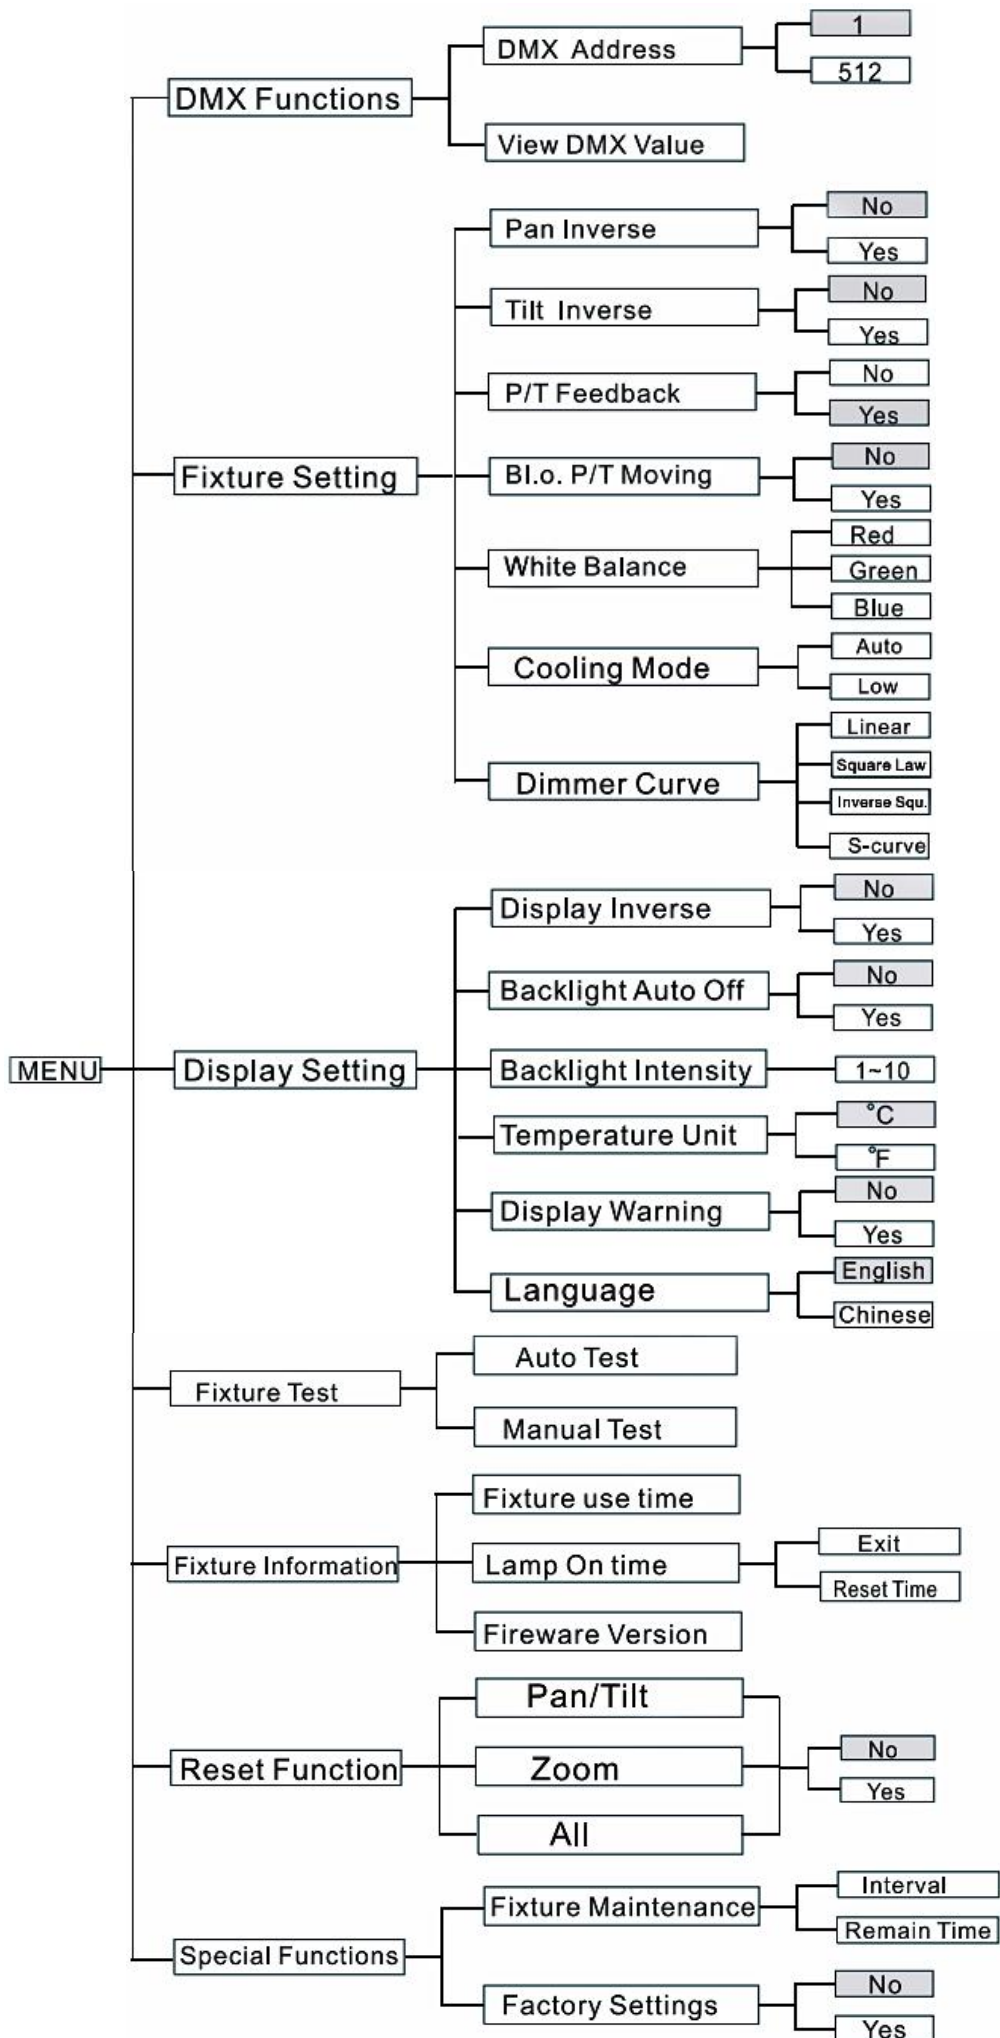 DMX Functions
DMX Address
1
512
View DMX Value
Fixture Setting
Pan Inverse
No
Yes
Tilt Inverse
No
Yes
P/T Feedback
No
Yes
Bl.o. P/T Moving
No
Yes
White Balance
Red
Green
Blue
Cooling Mode
Auto
Low
Dimmer Curve
Linear
Square Law
Inverse Squ.
S-curve
MENU
Display Setting
Display Inverse
No
Yes
Backlight Auto Off
No
Yes
Backlight Intensity
1~10
Temperature Unit
°C
°F
Display Warning
No
Yes
Language
English
Chinese
Fixture Test
Auto Test
Manual Test
Fixture Information
Fixture use time
Lamp On time
Exit
Reset Time
Fireware Version
Reset Function
Pan/Tilt
Zoom
All
No
Yes
Special Functions
Fixture Maintenance
Interval
Remain Time
Factory Settings
No
Yes